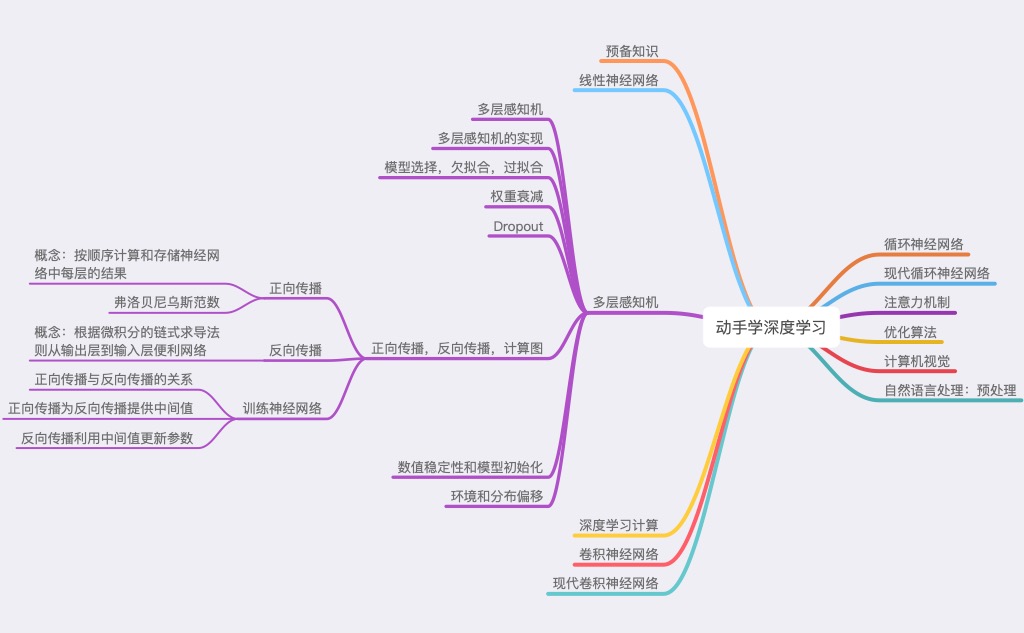 预备知识
线性神经网络
多层感知机
多层感知机的实现
模型选择，欠拟合，过拟合
权重衰减
Dropout
概念：按顺序计算和存储神经网
络中每层的结果
弗洛贝尼乌斯范数
正向传播
概念：根据微积分的链式求导法
则从输出层到输入层便利网络
反向传播
正向传播与反向传播的关系
正向传播为反向传播提供中间值
反向传播利用中间值更新参数
训练神经网络
正向传播，反向传播，计算图
数值稳定性和模型初始化
环境和分布偏移
多层感知机
深度学习计算
卷积神经网络
现代卷积神经网络
动手学深度学习
循环神经网络
现代循环神经网络
注意力机制
优化算法
计算机视觉
自然语言处理：预处理